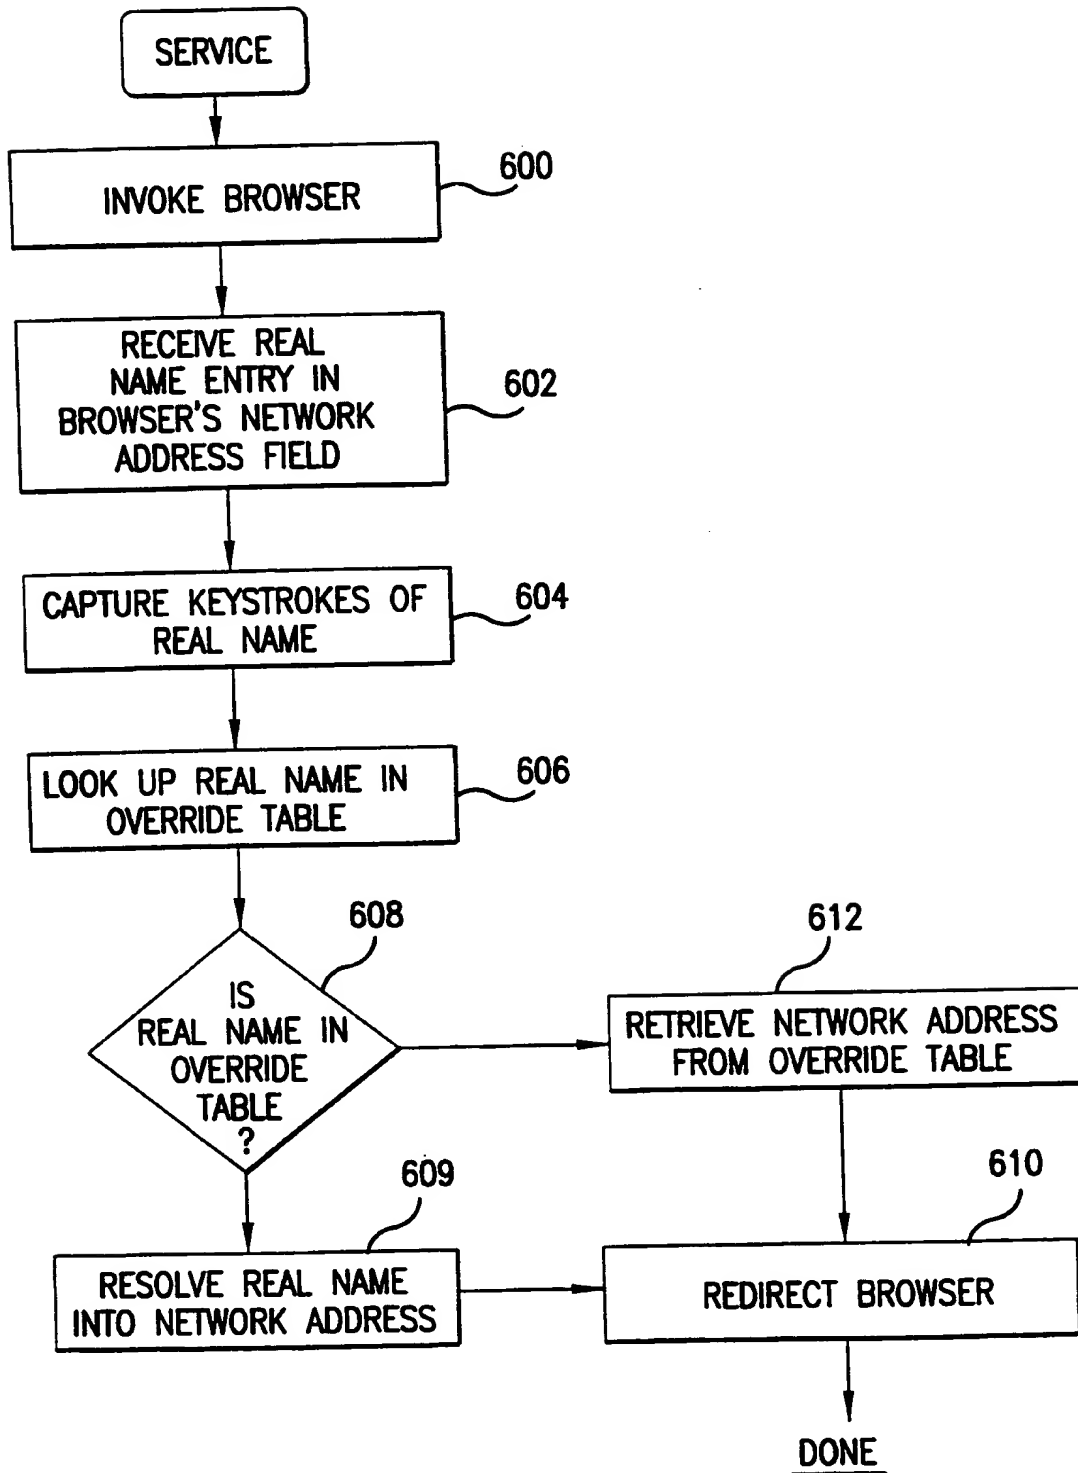 SERVICE
INVOKE BROWSER
600
RECEIVE REAL
NAME ENTRY IN
BROWSER'S NETWORK
ADDRESS FIELD
602
CAPTURE KEYSTROKES OF
REAL NAME
604
LOOK UP REAL NAME IN
OVERRIDE TABLE
606
608
IS
REAL NAME IN
OVERRIDE
TABLE
?
612
RETRIEVE NETWORK ADDRESS
FROM OVERRIDE TABLE
609
RESOLVE REAL NAME
INTO NETWORK ADDRESS
610
REDIRECT BROWSER
DONE